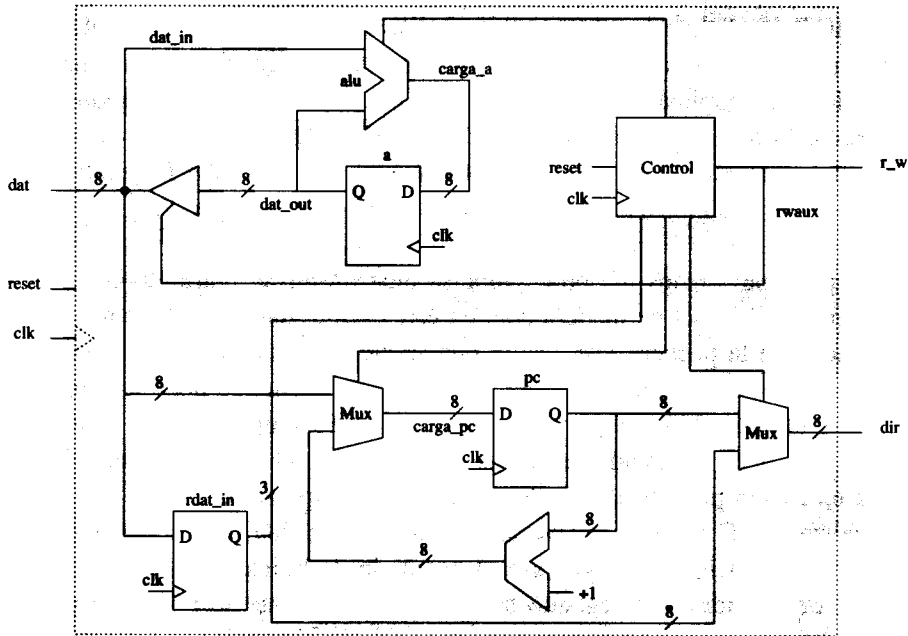 dat_in
alu
carga_a
a
Q D
clk
8
8
8
dat
dat_out
reset
clk
Control
r_w
rwaux
reset
clk
8
Mux
8
carga_pc
pc
D Q
clk
8
Mux
8
dir
3
rdat_in
D Q
clk
8
8
+1
8